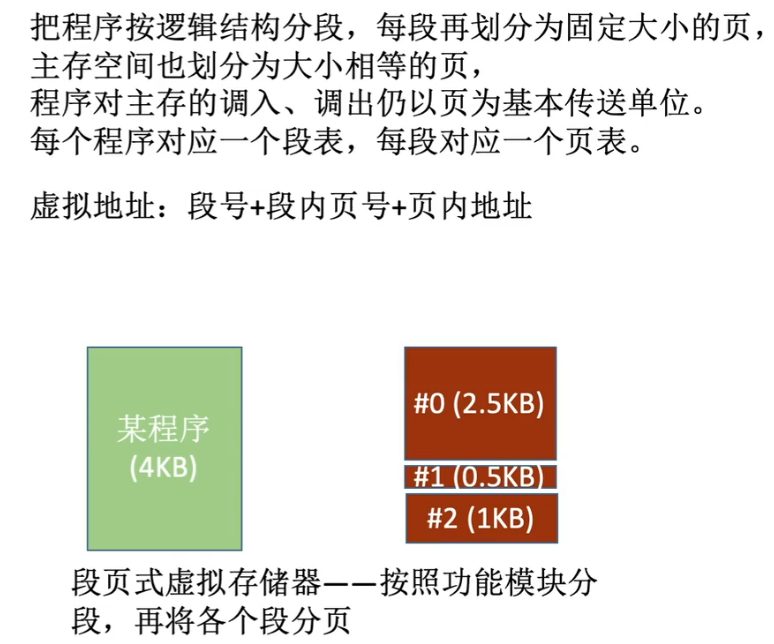 把程序按逻辑结构分段，每段再划分为固定大小的页，
主存空间也划分为大小相等的页，
程序对主存的调入、调出仍以页为基本传送单位。
每个程序对应一个段表，每段对应一个页表。
虚拟地址：段号+段内页号+页内地址
某程序
(4KB)
#0 (2.5KB)
#1 (0.5KB)
#2 (1KB)
段页式虚拟存储器——按照功能模块分
段，再将各个段分页